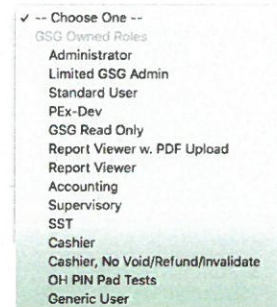 ✓ -- Choose One --
GSG Owned Roles
Administrator
Limited GSG Admin
Standard User
PEx-Dev
GSG Read Only
Report Viewer w. PDF Upload
Report Viewer
Accounting
Supervisory
SST
Cashier
Cashier, No Void/Refund/Invalidate
OH PIN Pad Tests
Generic User